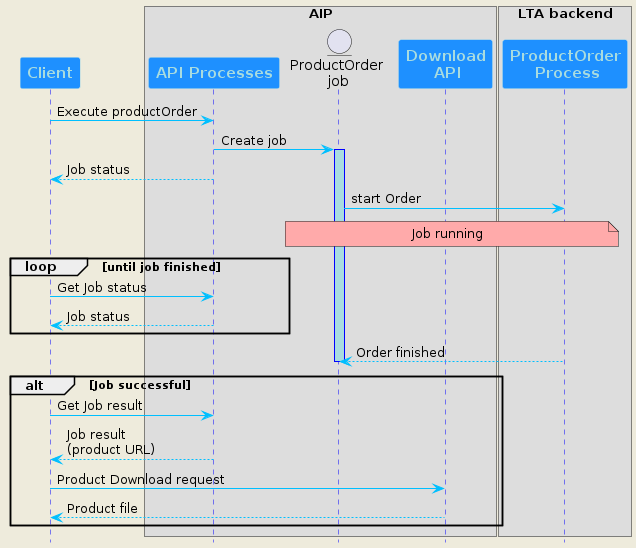 AIP
LTA backend
Client
API Processes
ProductOrder
job
Download
API
ProductOrder
Process
Execute productOrder
Create job
Job status
start Order
Job running
loop
[until job finished]
Get Job status
Job status
Order finished
alt
[Job successful]
Get Job result
Job result
(product URL)
Product Download request
Product file